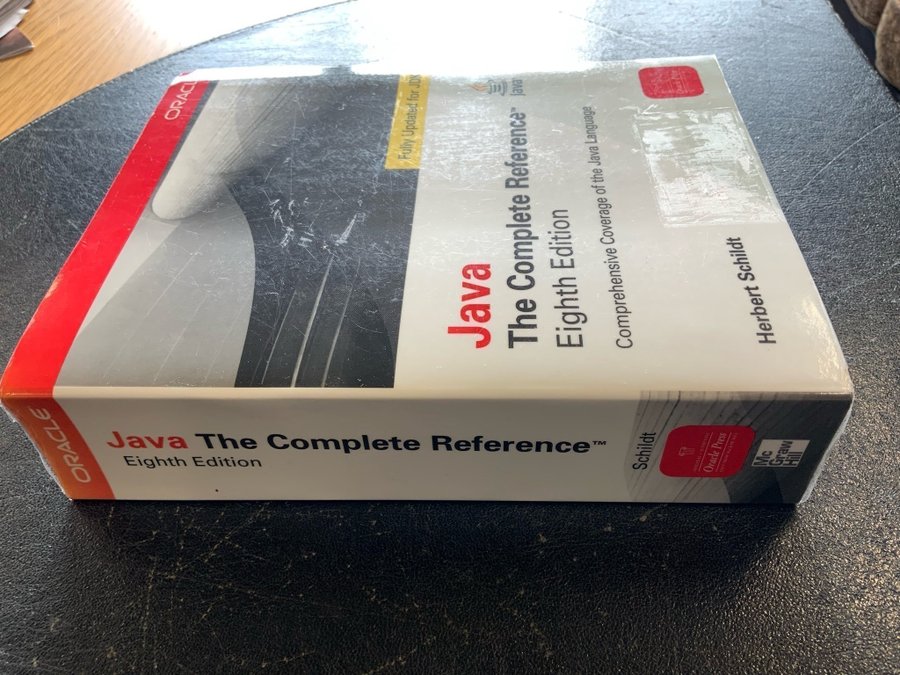 ORACLE
Fully Updated for JDK
Java
Java
The Complete Reference™
Eighth Edition
Comprehensive Coverage of the Java Language
Herbert Schildt
ORACLE
Java The Complete Reference™
Eighth Edition
Schildt
Oracle Press
Mc
Graw
Hill